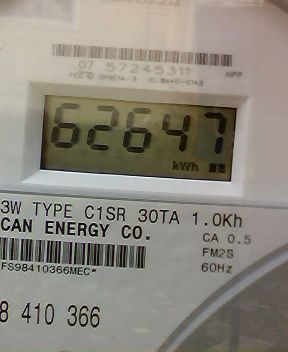 07 57245311
HPP
62647
kWh
3W TYPE C1SR 30TA 1.0Kh
CAN ENERGY CO.
CA 0.5
FM2S
60Hz
FS98410366MEC*
8 410 366